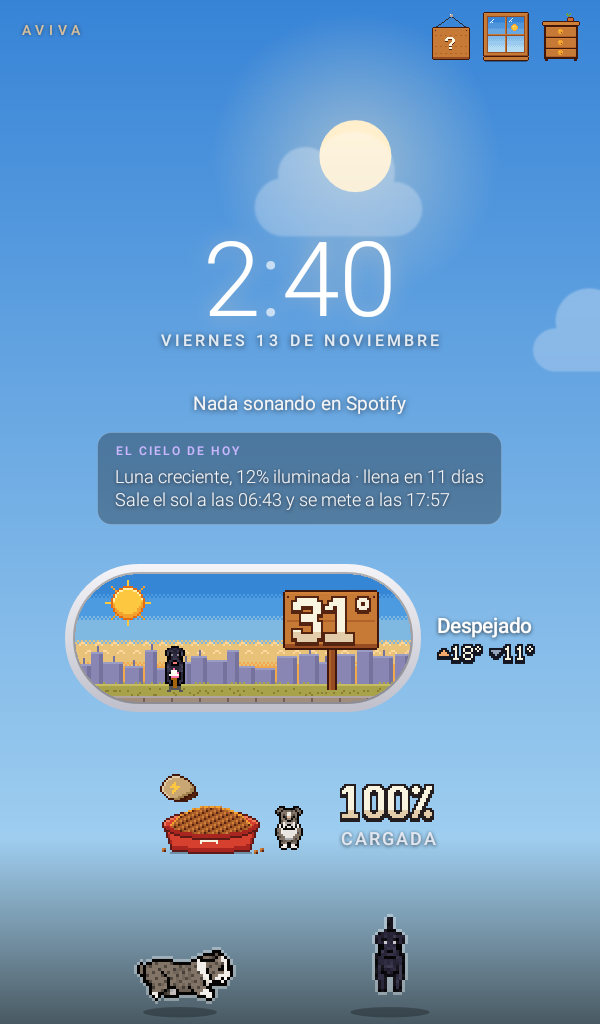 AVIVA
?
2:40
VIERNES 13 DE NOVIEMBRE
Nada sonando en Spotify
EL CIELO DE HOY
Luna creciente, 12% iluminada · llena en 11 días
Sale el sol a las 06:43 y se mete a las 17:57
31°
Despejado
18° 11°
100%
CARGADA